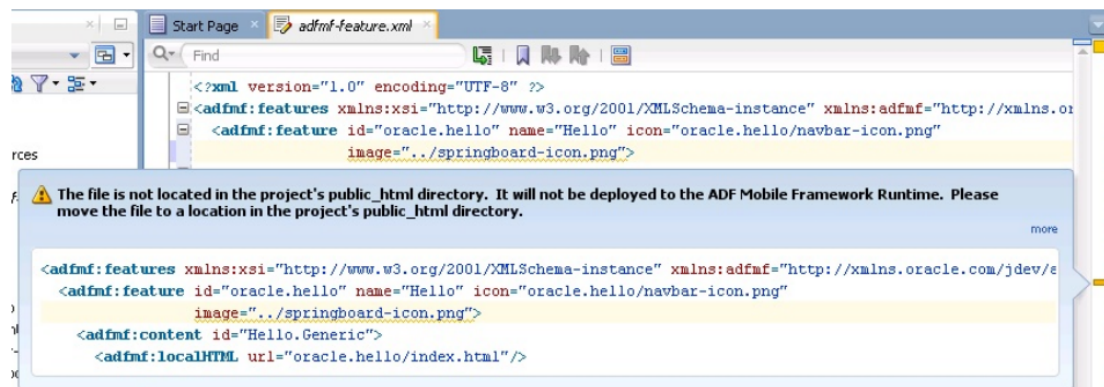 Start Page
adfmf-feature.xml
Find
<?xml version="1.0" encoding="UTF-8" ?>
<adfmf:features xmlns:xsi="http://www.w3.org/2001/XMLSchema-instance" xmlns:adfmf="http://xmlns.or
<adfmf:feature id="oracle.hello" name="Hello" icon="oracle.hello/navbar-icon.png"
image="../springboard-icon.png">
rces
The file is not located in the project's public_html directory. It will not be deployed to the ADF Mobile Framework Runtime. Please
move the file to a location in the project's public_html directory.
more
<adfmf:features xmlns:xsi="http://www.w3.org/2001/XMLSchema-instance" xmlns:adfmf="http://xmlns.oracle.com/jdev/
<adfmf:feature id="oracle.hello" name="Hello" icon="oracle.hello/navbar-icon.png"
image="../springboard-icon.png">
<adfmf:content id="Hello.Generic">
<adfmf:localHTML url="oracle.hello/index.html"/>